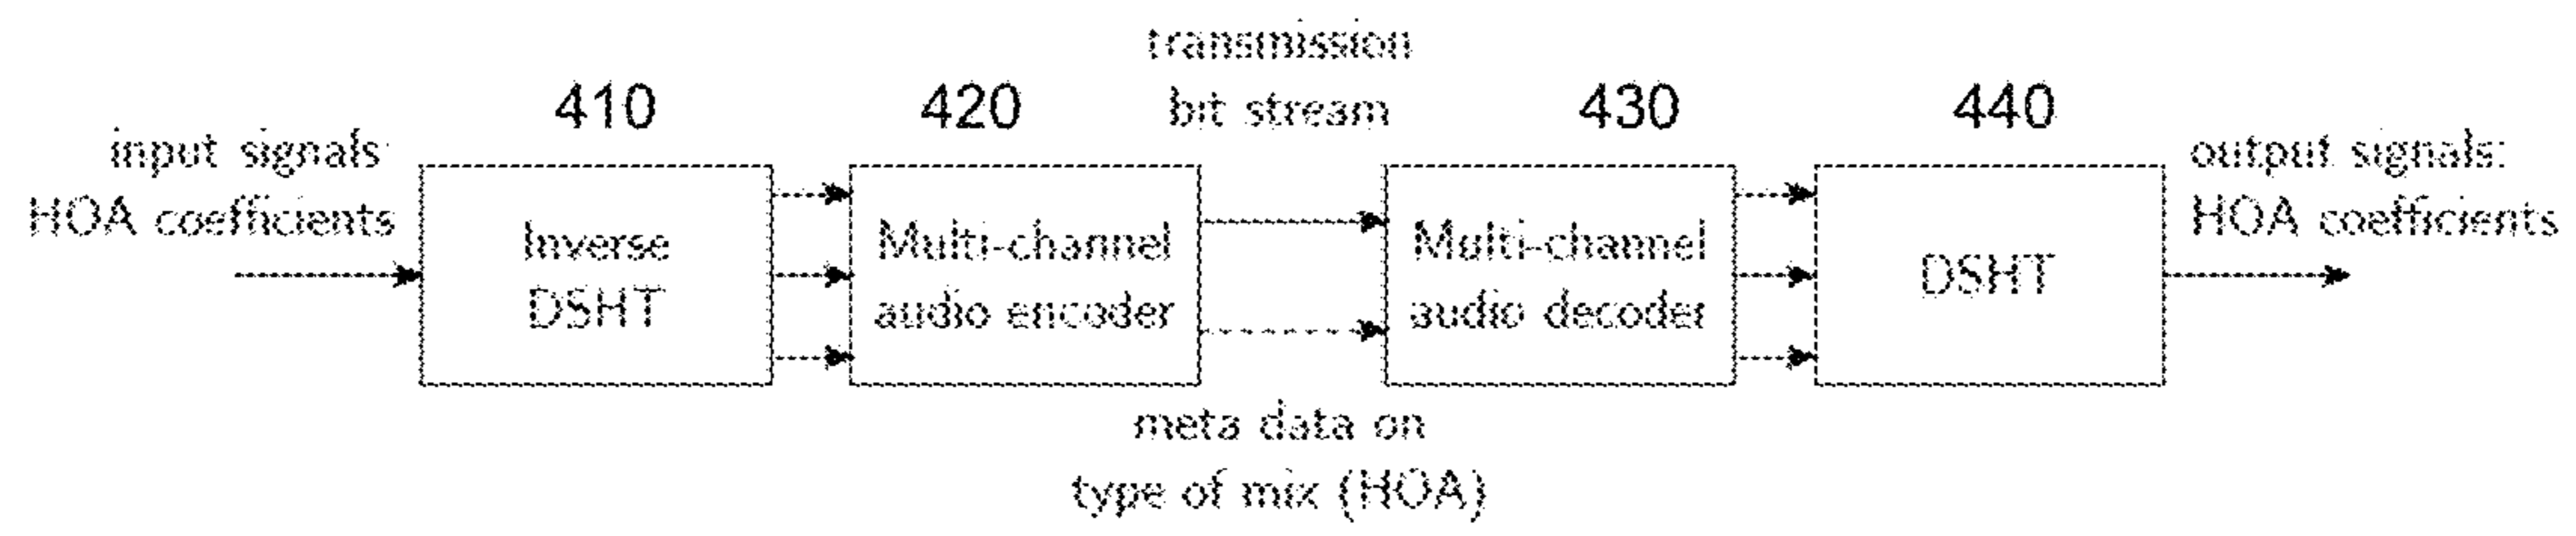 transmission
bit stream
410
420
430
440
input signals:
HOA coefficients
Inverse
DSHT
Multi-channel
audio encoder
Multi-channel
audio decoder
DSHT
output signals:
HOA coefficients
meta data on
type of mix (HOA)